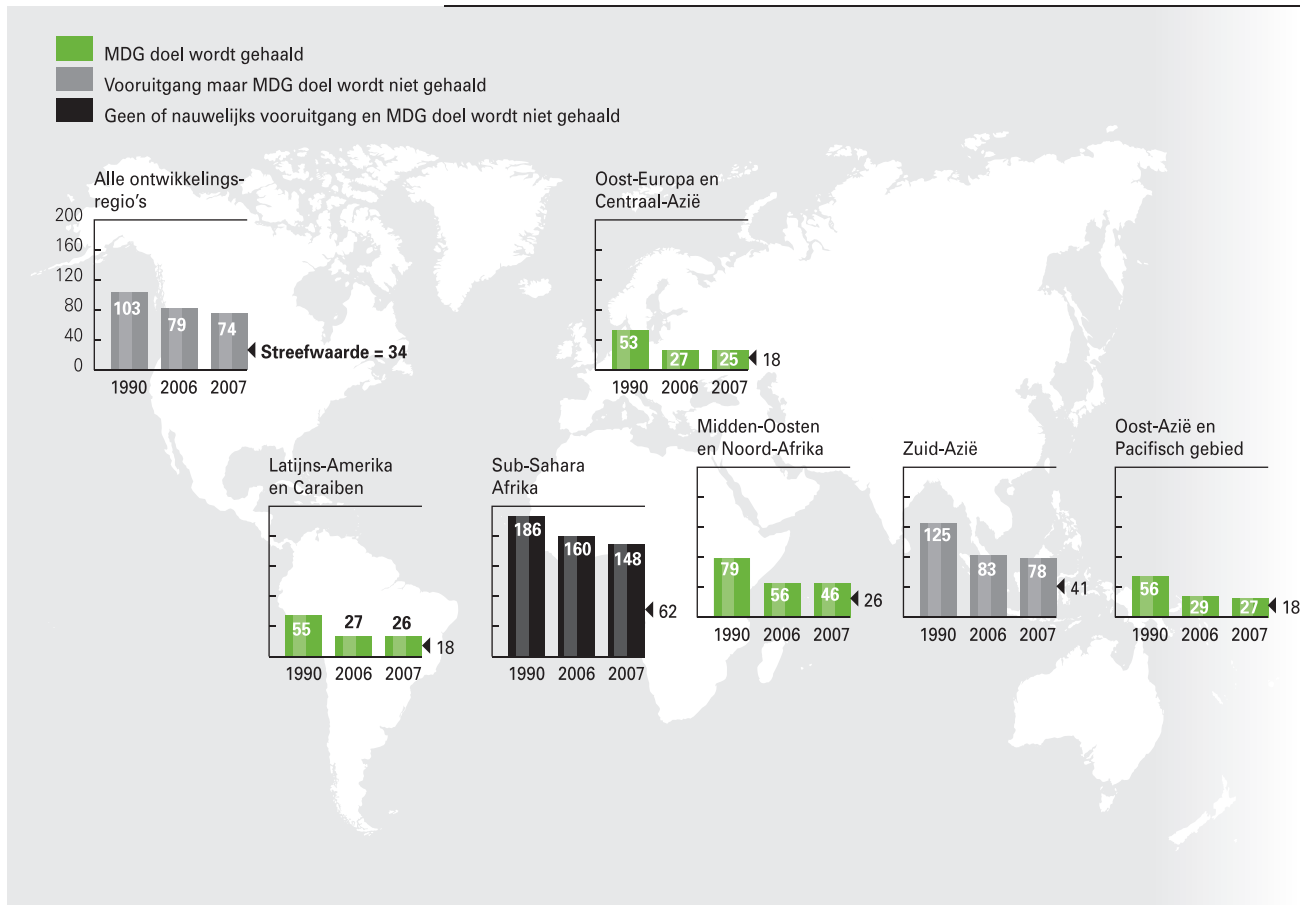 MDG doel wordt gehaald
Vooruitgang maar MDG doel wordt niet gehaald
Geen of nauwelijks vooruitgang en MDG doel wordt niet gehaald
Alle ontwikkelings-
regio's
200
160
120
80
40
0
103
79
74
Streefwaarde = 34
1990 2006 2007
Oost-Europa en
Centraal-Azië
53
27
25
18
1990 2006 2007
Latijns-Amerika
en Caraiben
55
27
26
18
1990 2006 2007
Sub-Sahara
Afrika
186
160
148
62
1990 2006 2007
Midden-Oosten
en Noord-Afrika
79
56
46
26
1990 2006 2007
Zuid-Azië
125
83
78
41
1990 2006 2007
Oost-Azië en
Pacifisch gebied
56
29
27
18
1990 2006 2007